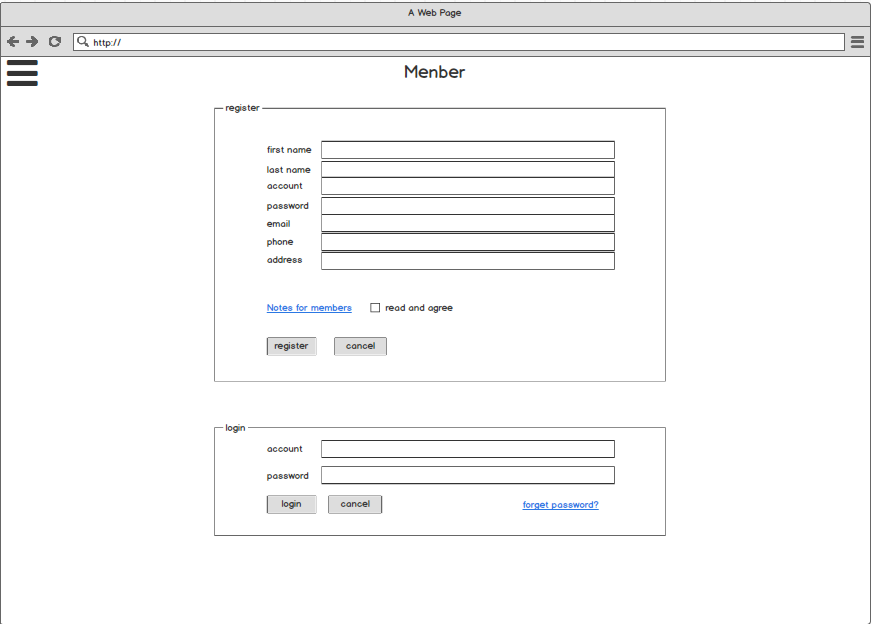 A Web Page
http://
Menber
register
first name
last name
account
password
email
phone
address
Notes for members read and agree
register cancel
login
account
password
login cancel forget password?